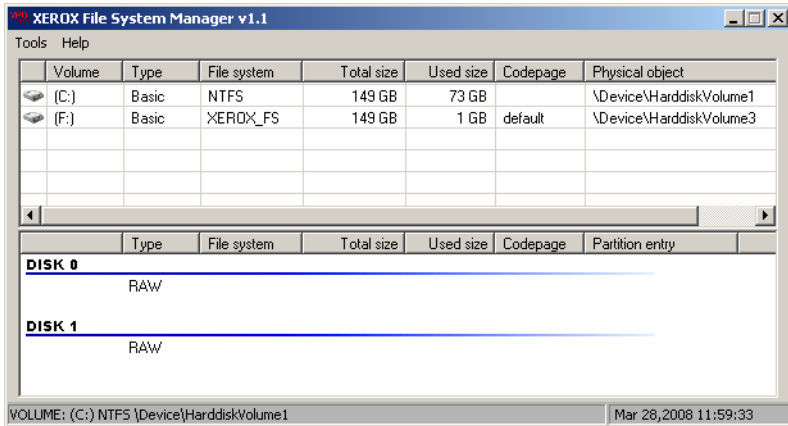 XEROX File System Manager v1.1
Tools Help
Volume Type File system Total size Used size Codepage Physical object
(C:) Basic NTFS 149 GB 73 GB \Device\HarddiskVolume1
(F:) Basic XEROX_FS 149 GB 1 GB default \Device\HarddiskVolume3
Type File system Total size Used size Codepage Partition entry
DISK 0
RAW
DISK 1
RAW
VOLUME: (C:) NTFS \Device\HarddiskVolume1 Mar 28,2008 11:59:33